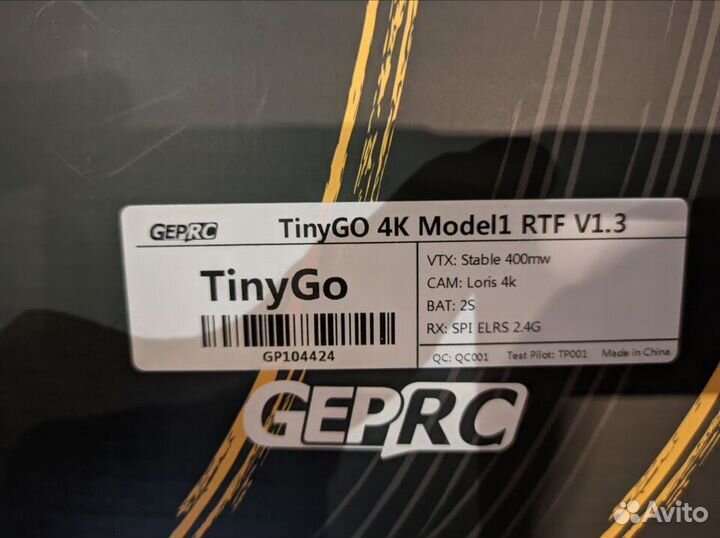 GEPRC TinyGO 4K Model1 RTF V1.3
TinyGo
GP104424
VTX: Stable 400mw
CAM: Loris 4k
BAT: 2S
RX: SPI ELRS 2.4G
QC: QC001 Test Pilot: TP001 Made in China
GEPRC
Avito